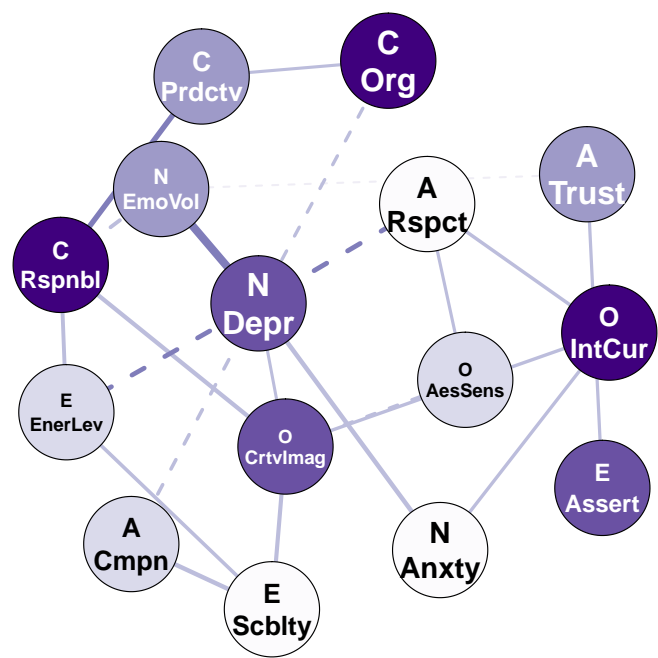 C
Org
C
Prdctv
A
Trust
N
EmoVol
A
Rspct
C
Rspnbl
N
Depr
O
IntCur
O
AesSens
E
EnerLev
O
CrtvImag
E
Assert
A
Cmpn
N
Anxty
E
Scblty